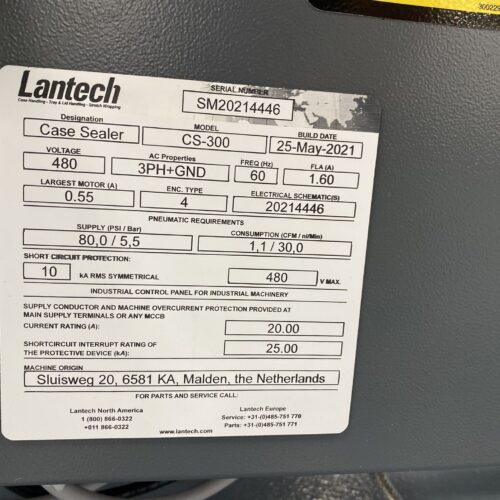 300225
Lantech
Case Handling - Tray & Lid Handling - Stretch Wrapping
SERIAL NUMBER
SM20214446
Designation
Case Sealer
MODEL
CS-300
BUILD DATE
25-May-2021
VOLTAGE
480
AC Properties
3PH+GND
FREQ (Hz)
60
FLA (A)
1.60
LARGEST MOTOR (A)
0.55
ENC. TYPE
4
ELECTRICAL SCHEMATIC(S)
20214446
PNEUMATIC REQUIREMENTS
SUPPLY (PSI / Bar)
80,0 / 5,5
CONSUMPTION (CFM / nl/Min)
1,1 / 30,0
SHORT CIRCUIT PROTECTION:
10 kA RMS SYMMETRICAL 480 V MAX.
INDUSTRIAL CONTROL PANEL FOR INDUSTRIAL MACHINERY
SUPPLY CONDUCTOR AND MACHINE OVERCURRENT PROTECTION PROVIDED AT
MAIN SUPPLY TERMINALS OR ANY MCCB
CURRENT RATING (A): 20.00
SHORTCIRCUIT INTERRUPT RATING OF
THE PROTECTIVE DEVICE (kA): 25.00
MACHINE ORIGIN
Sluisweg 20, 6581 KA, Malden, the Netherlands
FOR PARTS AND SERVICE CALL:
Lantech North America
1 (800) 866-0322
+011 866-0322
Lantech Europe
Service: +31-(0)485-751 770
Parts: +31-(0)485-751 771
www.lantech.com